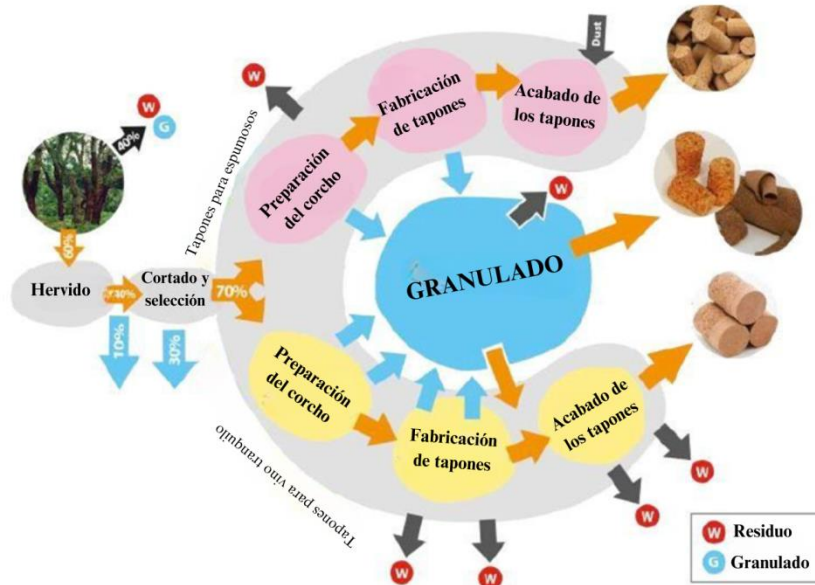 Dust
W
W
G
40%
60%
Hervido
Cortado y
selección
70%
10%
30%
Tapones para espumosos
Preparación
del corcho
Fabricación
de tapones
Acabado de
los tapones
W
GRANULADO
Preparación
del corcho
Fabricación
de tapones
Acabado de
los tapones
Tapones para vino tranquilo
W
W
W
W
W Residuo
G Granulado